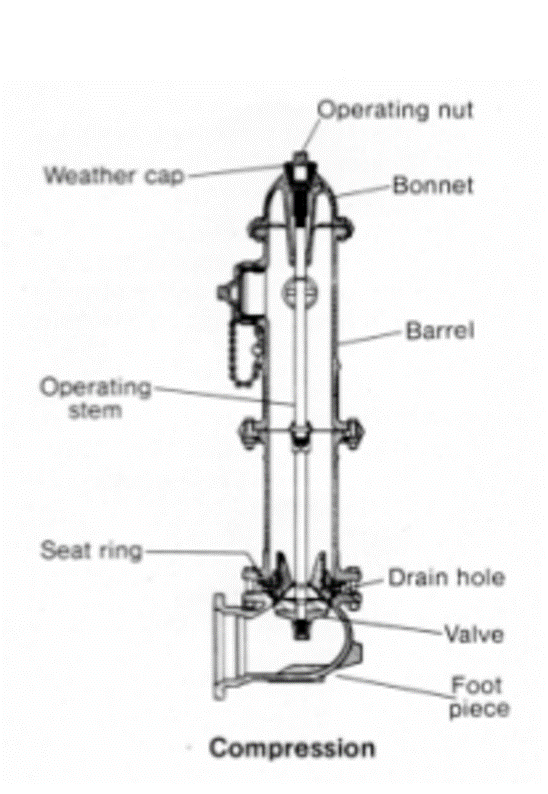 Operating nut
Weather cap
Bonnet
Barrel
Operating
stem
Seat ring
Drain hole
Valve
Foot
piece
Compression